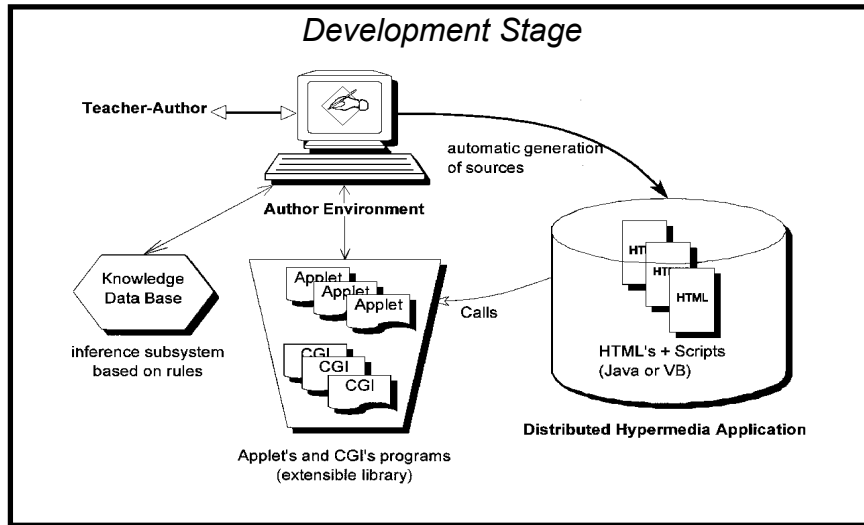 Development Stage
Teacher-Author
automatic generation
of sources
Author Environment
Knowledge
Data Base
inference subsystem
based on rules
Applet
Applet
Applet
CGI
CGI
CGI
Applet's and CGI's programs
(extensible library)
Calls
HTML
HTML
HTML's + Scripts
(Java or VB)
Distributed Hypermedia Application